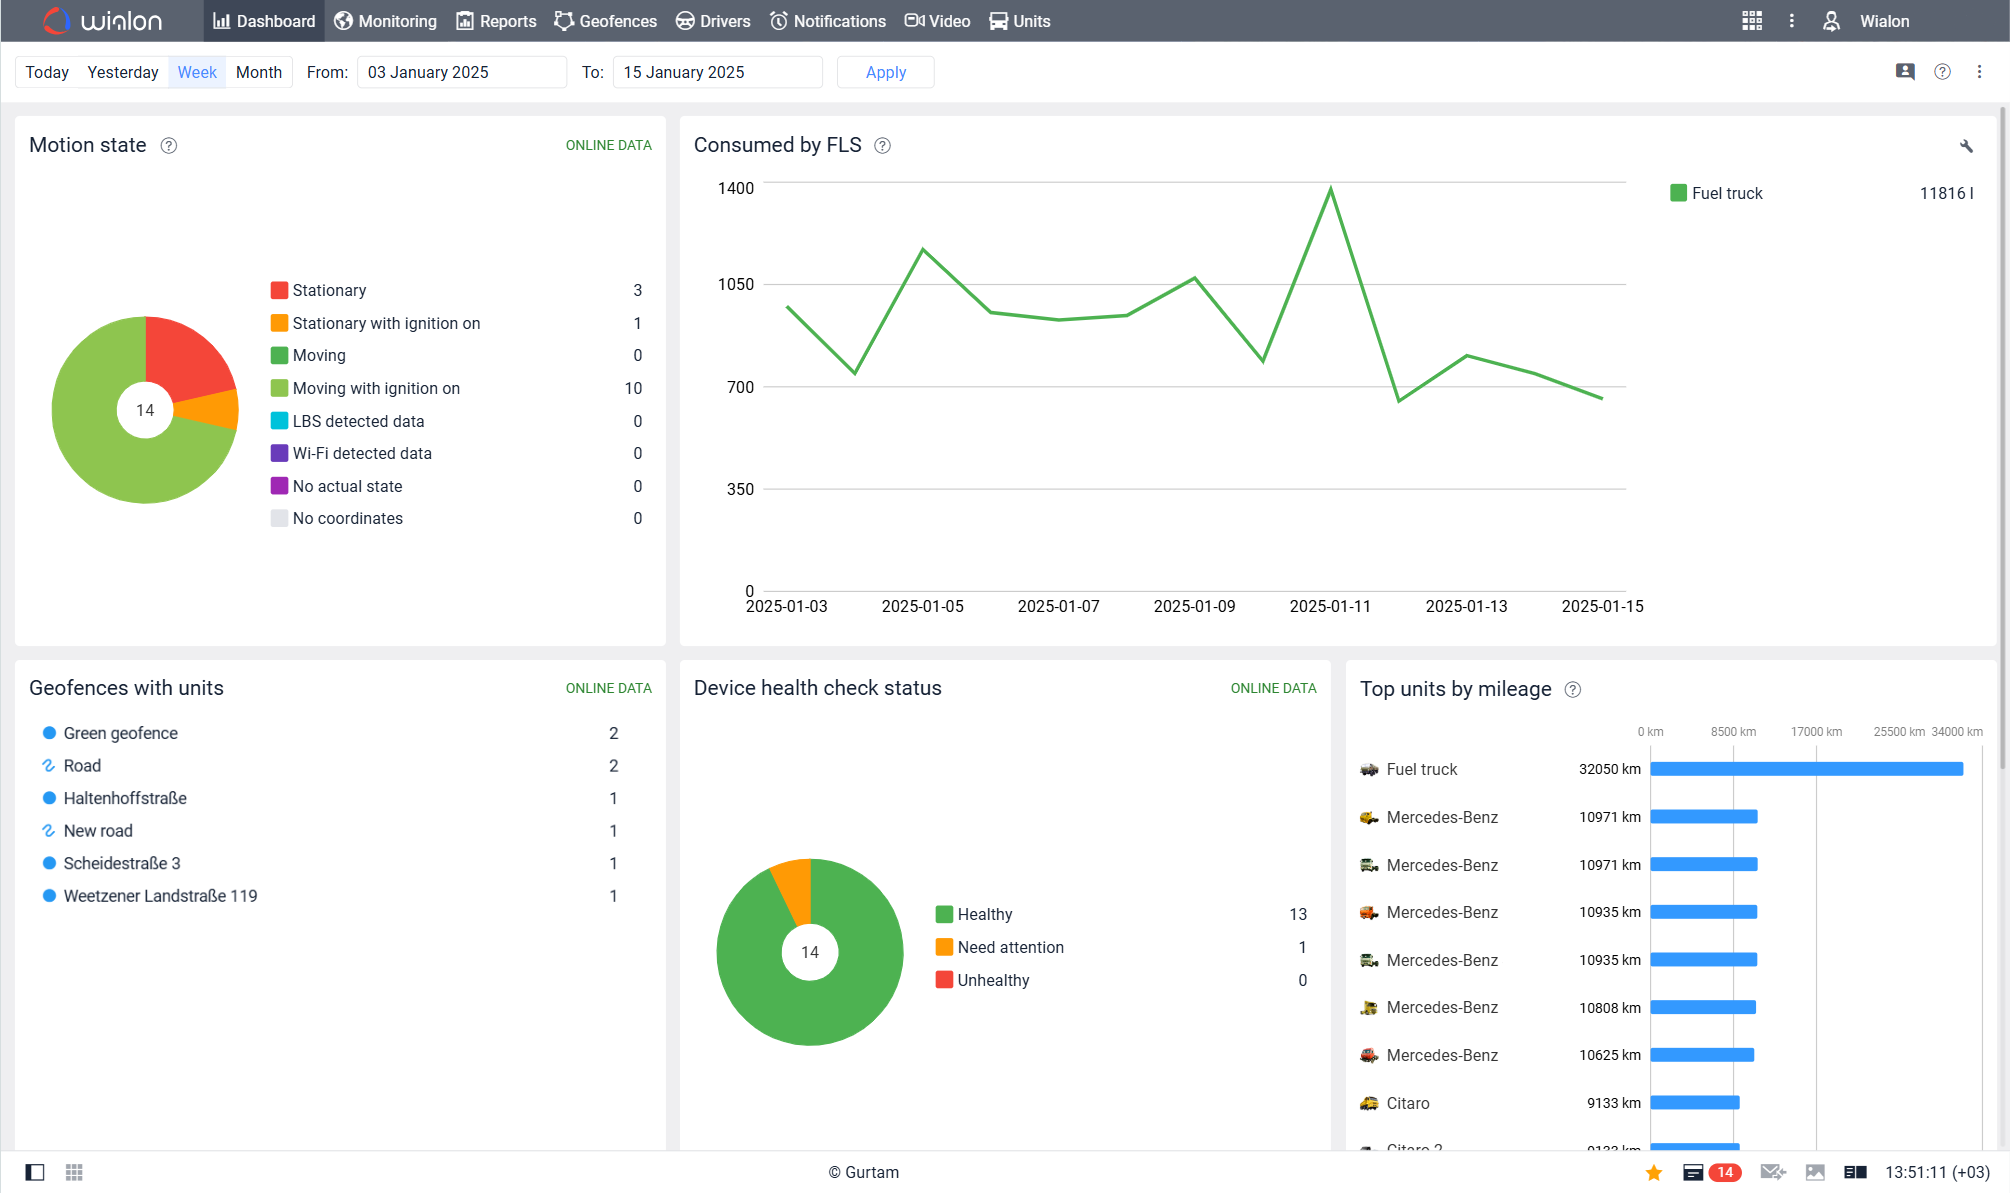 wialon Dashboard Monitoring Reports Geofences Drivers Notifications Video Units Wialon
Today Yesterday Week Month From: 03 January 2025 To: 15 January 2025 Apply
Motion state ? ONLINE DATA
Stationary 3
Stationary with ignition on 1
Moving 0
Moving with ignition on 10
LBS detected data 0
Wi-Fi detected data 0
No actual state 0
No coordinates 0
14
Consumed by FLS ?
1400
1050
700
350
0
2025-01-03 2025-01-05 2025-01-07 2025-01-09 2025-01-11 2025-01-13 2025-01-15
Fuel truck 11816 l
Geofences with units ONLINE DATA
Green geofence 2
Road 2
Haltenhoffstraße 1
New road 1
Scheidestraße 3 1
Weetzener Landstraße 119 1
Device health check status ONLINE DATA
14
Healthy 13
Need attention 1
Unhealthy 0
Top units by mileage ?
0 km 8500 km 17000 km 25500 km 34000 km
Fuel truck 32050 km
Mercedes-Benz 10971 km
Mercedes-Benz 10971 km
Mercedes-Benz 10935 km
Mercedes-Benz 10935 km
Mercedes-Benz 10808 km
Mercedes-Benz 10625 km
Citaro 9133 km
Citaro 2 9133 km
© Gurtam 14 13:51:11 (+03)